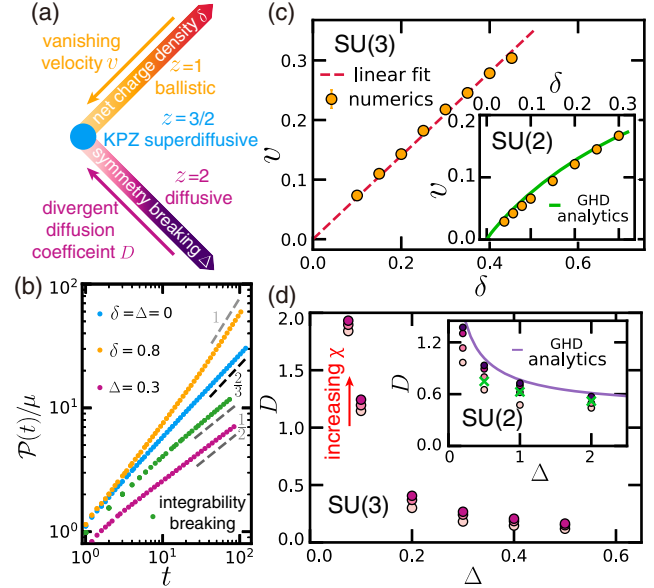 (a)
vanishing
velocity v
net charge density δ
z=1
ballistic
z=3/2
KPZ superdiffusive
symmetry breaking Δ
z=2
diffusive
divergent
diffusion
coefficeint D
(b)
10²
10¹
10⁰
P(t)/μ
δ=Δ=0
δ=0.8
Δ=0.3
1
2/3
1/2
integrability
breaking
10⁰
10¹
10²
t
(c)
SU(3)
linear fit
numerics
0.3
0.2
0.1
0.0
v
0.0
0.2
0.4
0.6
δ
0.0
0.1
0.2
0.3
δ
SU(2)
0.2
0.1
0.0
v
GHD
analytics
(d)
2.0
1.5
1.0
0.5
0.0
D
increasing χ
SU(3)
0.0
0.2
0.4
0.6
Δ
1.8
1.2
0.6
0.0
D
GHD
analytics
SU(2)
0
1
2
Δ